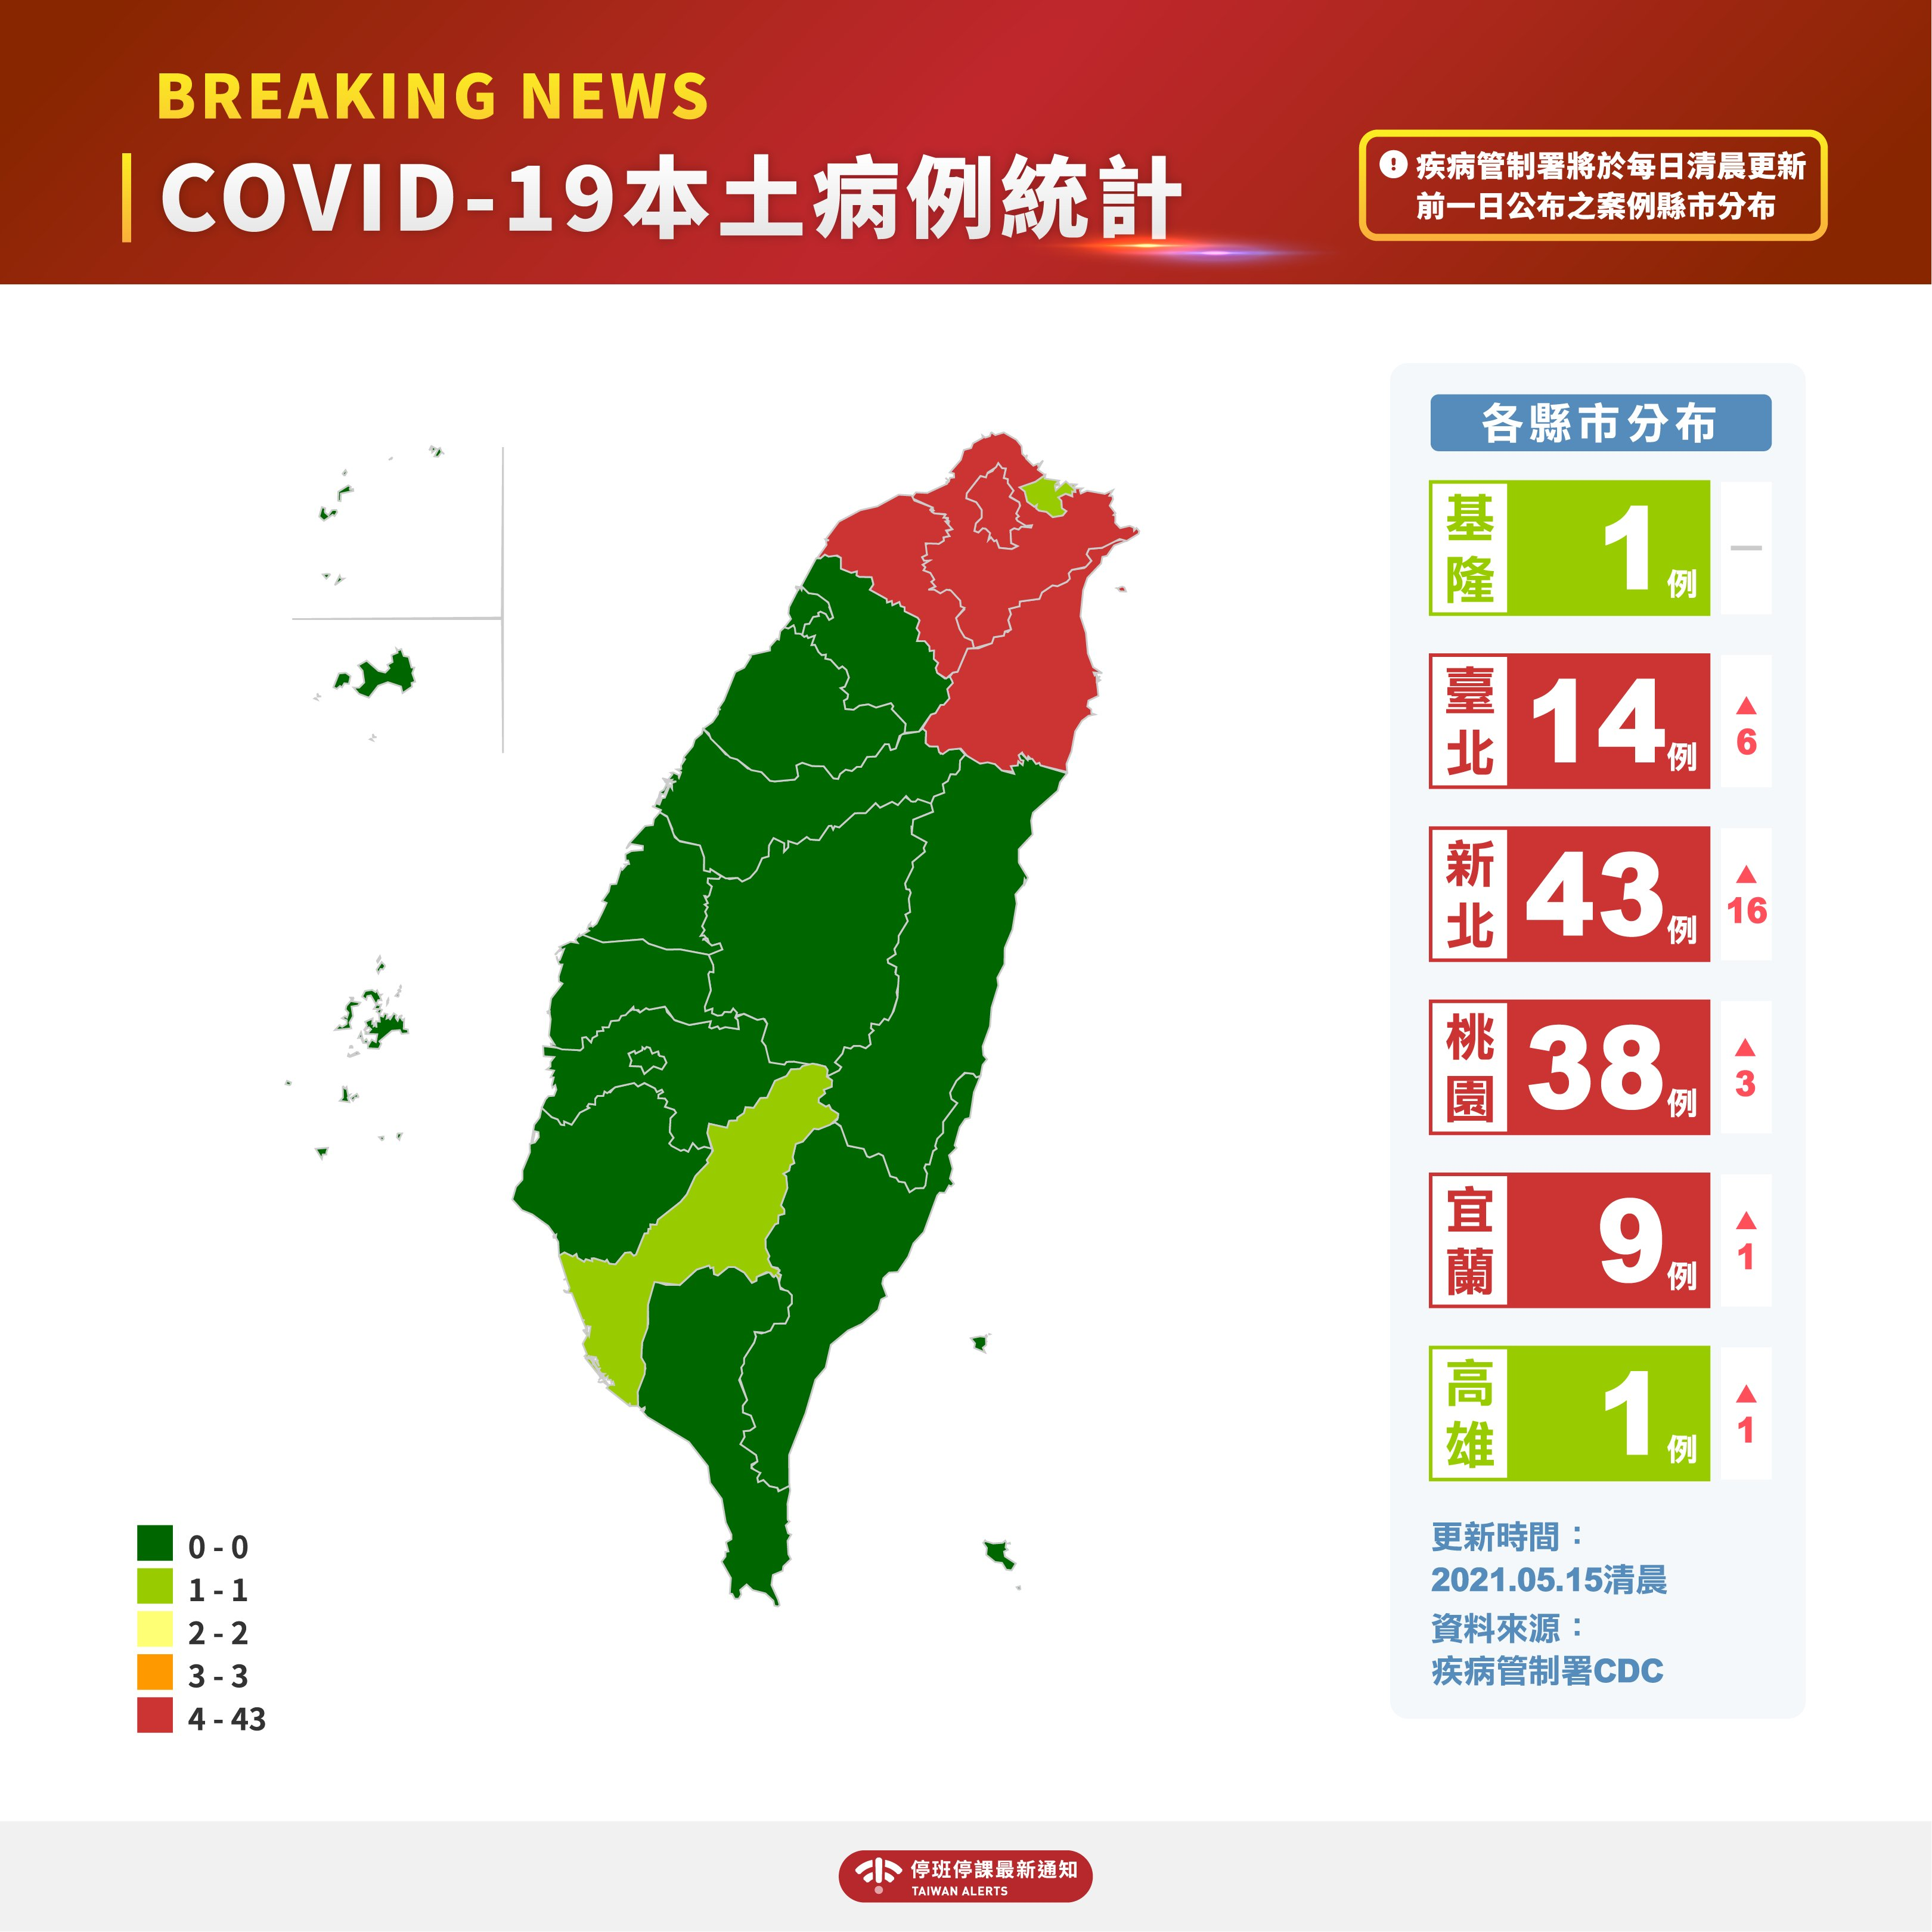 BREAKING NEWS
COVID-19本土病例統計
疾病管制署將於每日清晨更新
前一日公布之案例縣市分布
各縣市分布
基隆 1例 —
臺北 14例 ▲6
新北 43例 ▲16
桃園 38例 ▲3
宜蘭 9例 ▲1
高雄 1例 ▲1
更新時間：
2021.05.15清晨
資料來源：
疾病管制署CDC
0 - 0
1 - 1
2 - 2
3 - 3
4 - 43
停班停課最新通知
TAIWAN ALERTS